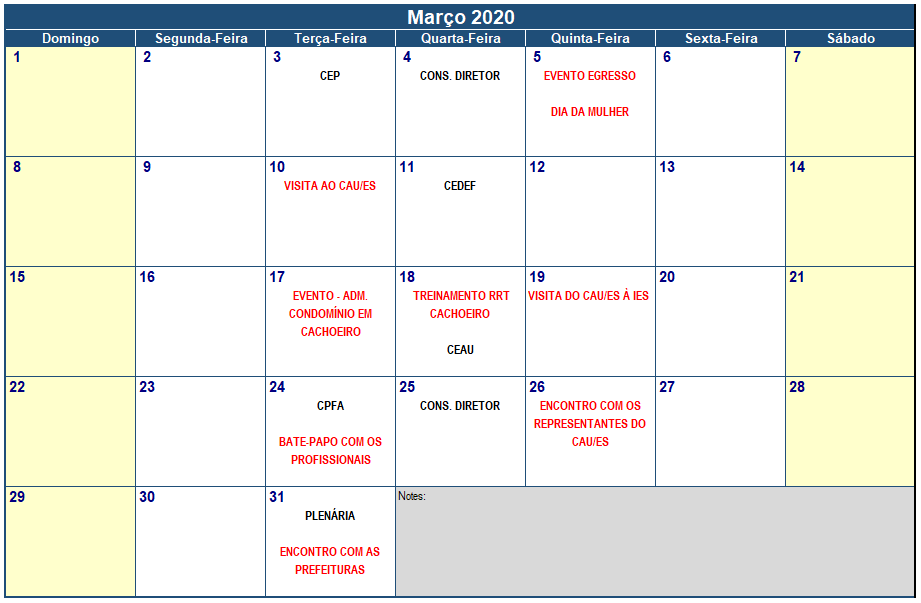 Março 2020
Domingo Segunda-Feira Terça-Feira Quarta-Feira Quinta-Feira Sexta-Feira Sábado
1 2 3 4 5 6 7
CEP CONS. DIRETOR EVENTO EGRESSO
DIA DA MULHER
8 9 10 11 12 13 14
VISITA AO CAU/ES CEDEF
15 16 17 18 19 20 21
EVENTO - ADM. TREINAMENTO RRT VISITA DO CAU/ES À IES
CONDOMÍNIO EM CACHOEIRO
CACHOEIRO
CEAU
22 23 24 25 26 27 28
CPFA CONS. DIRETOR ENCONTRO COM OS
REPRESENTANTES DO
BATE-PAPO COM OS CAU/ES
PROFISSIONAIS
29 30 31 Notes:
PLENÁRIA
ENCONTRO COM AS
PREFEITURAS